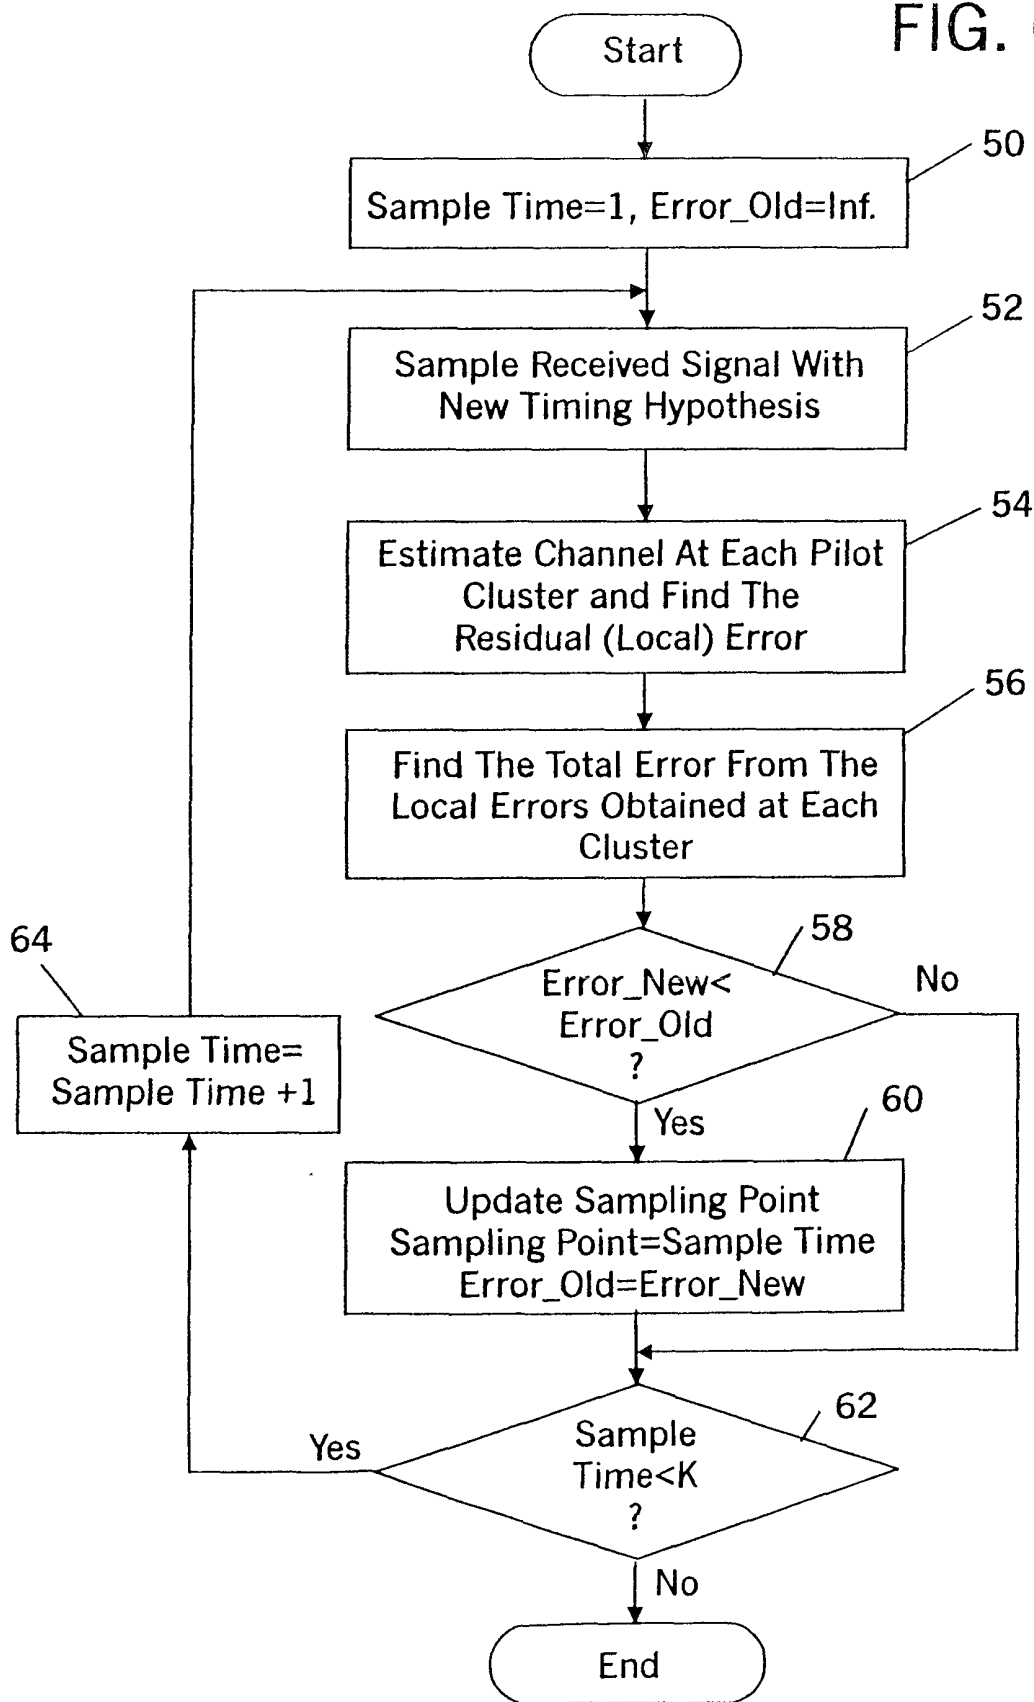 FIG.
Start
50
Sample Time=1, Error_Old=Inf.
52
Sample Received Signal With
New Timing Hypothesis
54
Estimate Channel At Each Pilot
Cluster and Find The
Residual (Local) Error
56
Find The Total Error From The
Local Errors Obtained at Each
Cluster
58
Error_New<
Error_Old
?
No
Yes
64
Sample Time=
Sample Time +1
60
Update Sampling Point
Sampling Point=Sample Time
Error_Old=Error_New
62
Sample
Time<K
?
Yes
No
End